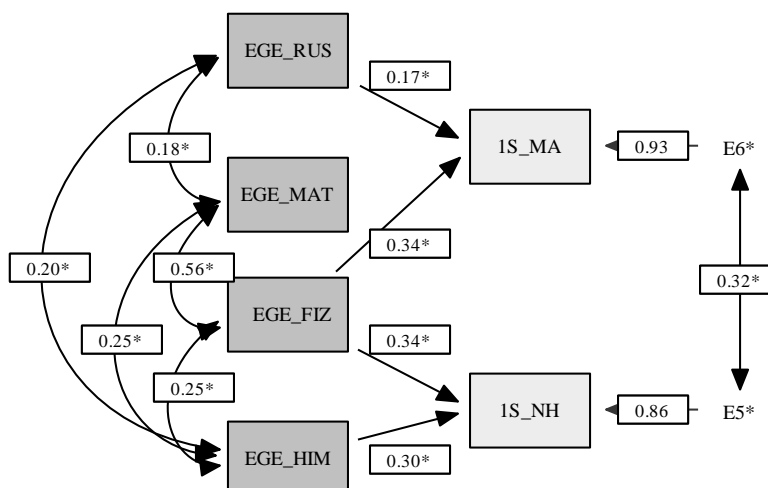 EGE_RUS
0.17*
1S_MA
0.93
E6*
0.18*
EGE_MAT
0.34*
0.20*
0.56*
0.32*
EGE_FIZ
0.25*
0.34*
0.25*
1S_NH
0.86
E5*
EGE_HIM
0.30*